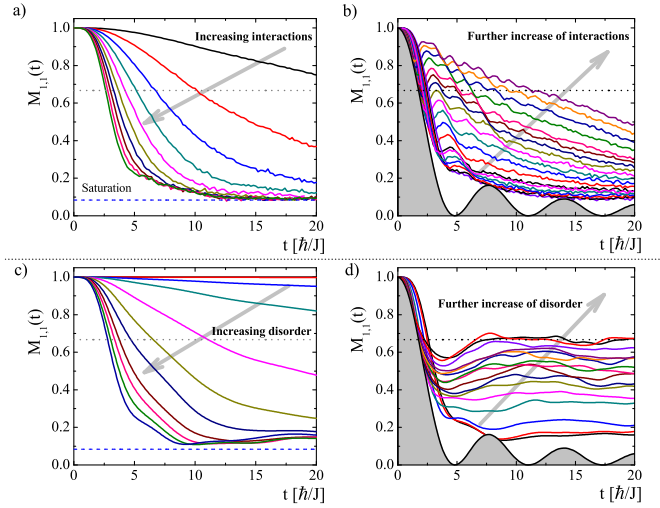 a)
Increasing interactions
Saturation
M1,1(t)
1.0
0.8
0.6
0.4
0.2
0.0
0 5 10 15 20
t [ħ/J]
b)
Further increase of interactions
M1,1(t)
1.0
0.8
0.6
0.4
0.2
0.0
0 5 10 15 20
t [ħ/J]
c)
Increasing disorder
M1,1(t)
1.0
0.8
0.6
0.4
0.2
0.0
0 5 10 15 20
t [ħ/J]
d)
Further increase of disorder
M1,1(t)
1.0
0.8
0.6
0.4
0.2
0.0
0 5 10 15 20
t [ħ/J]